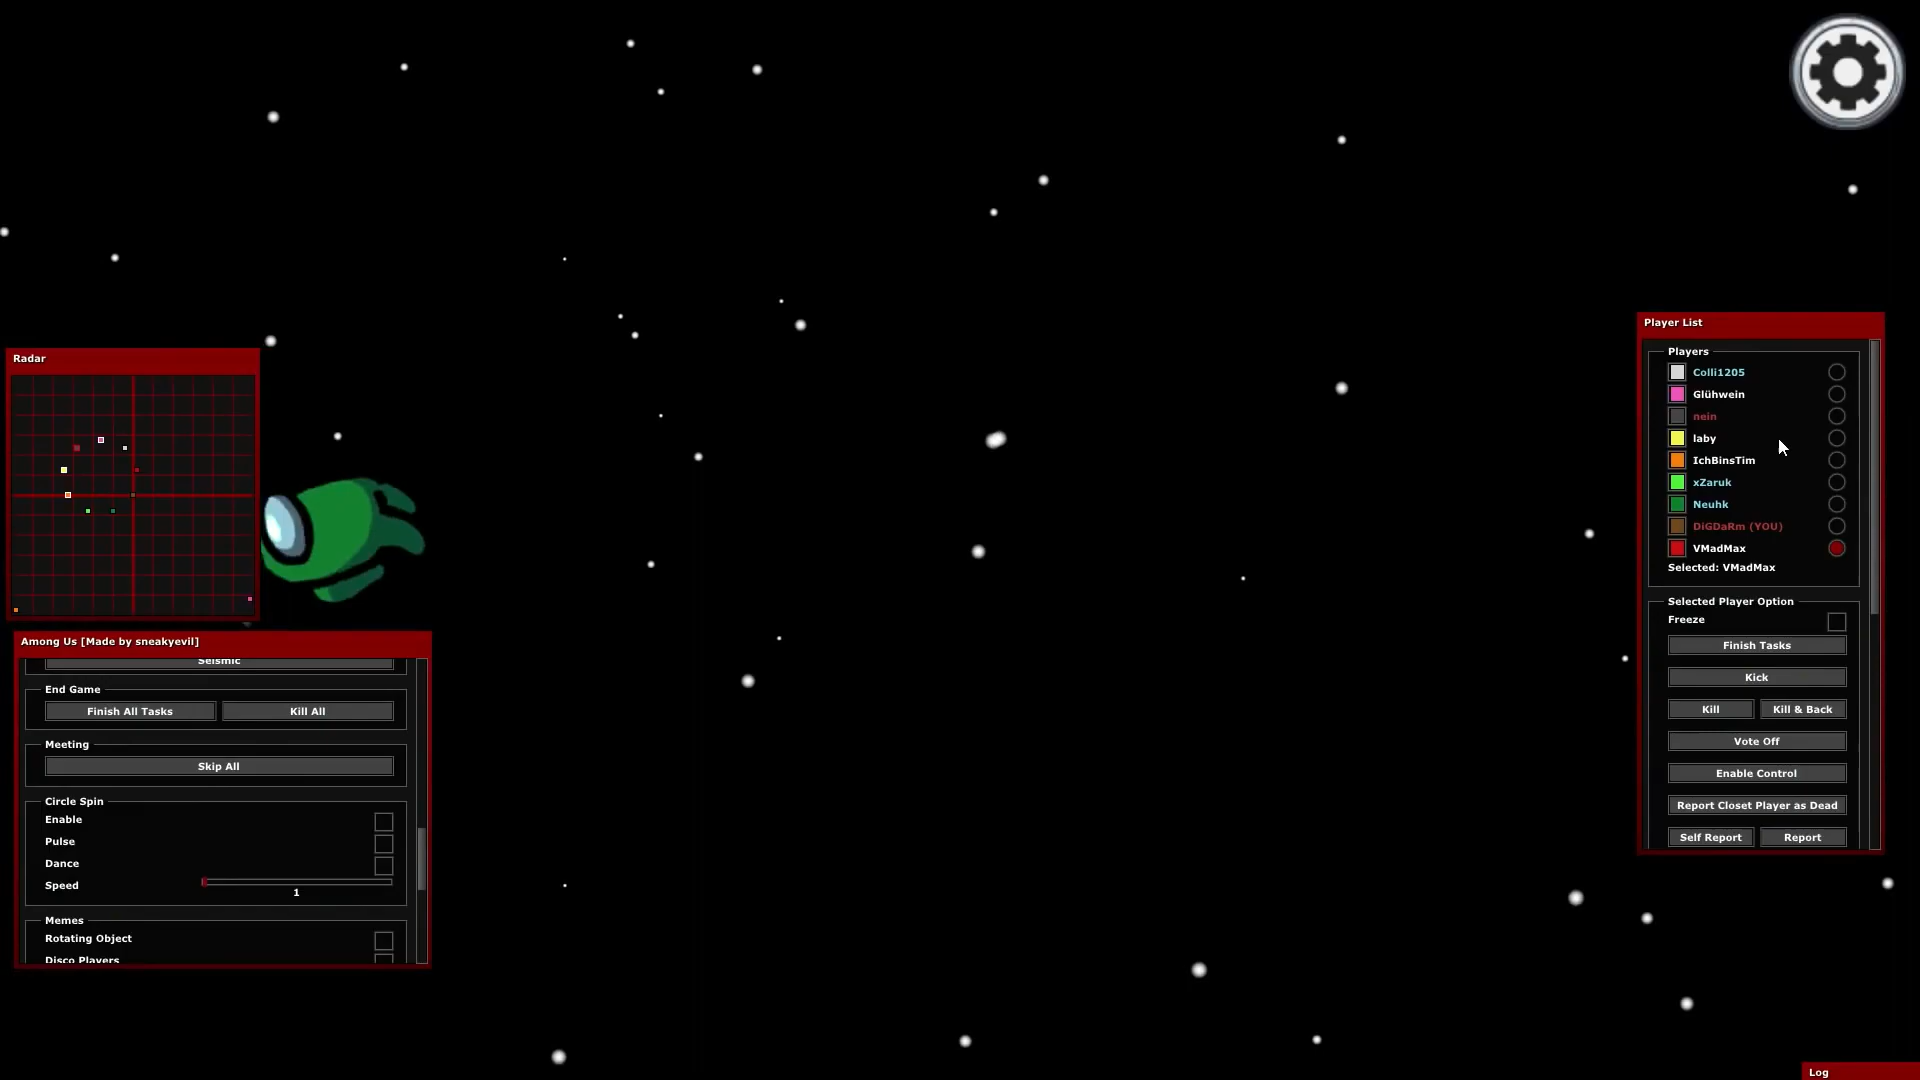 Radar
Among Us [Made by sneakyevil]
Seismic
End Game
Finish All Tasks
Kill All
Meeting
Skip All
Circle Spin
Enable
Pulse
Dance
Speed
1
Memes
Rotating Object
Disco Players
Player List
Players
Colli1205
Glühwein
nein
laby
IchBinsTim
xZaruk
Neuhk
DiGDaRm (YOU)
VMadMax
Selected: VMadMax
Selected Player Option
Freeze
Finish Tasks
Kick
Kill
Kill & Back
Vote Off
Enable Control
Report Closet Player as Dead
Self Report
Report
Log